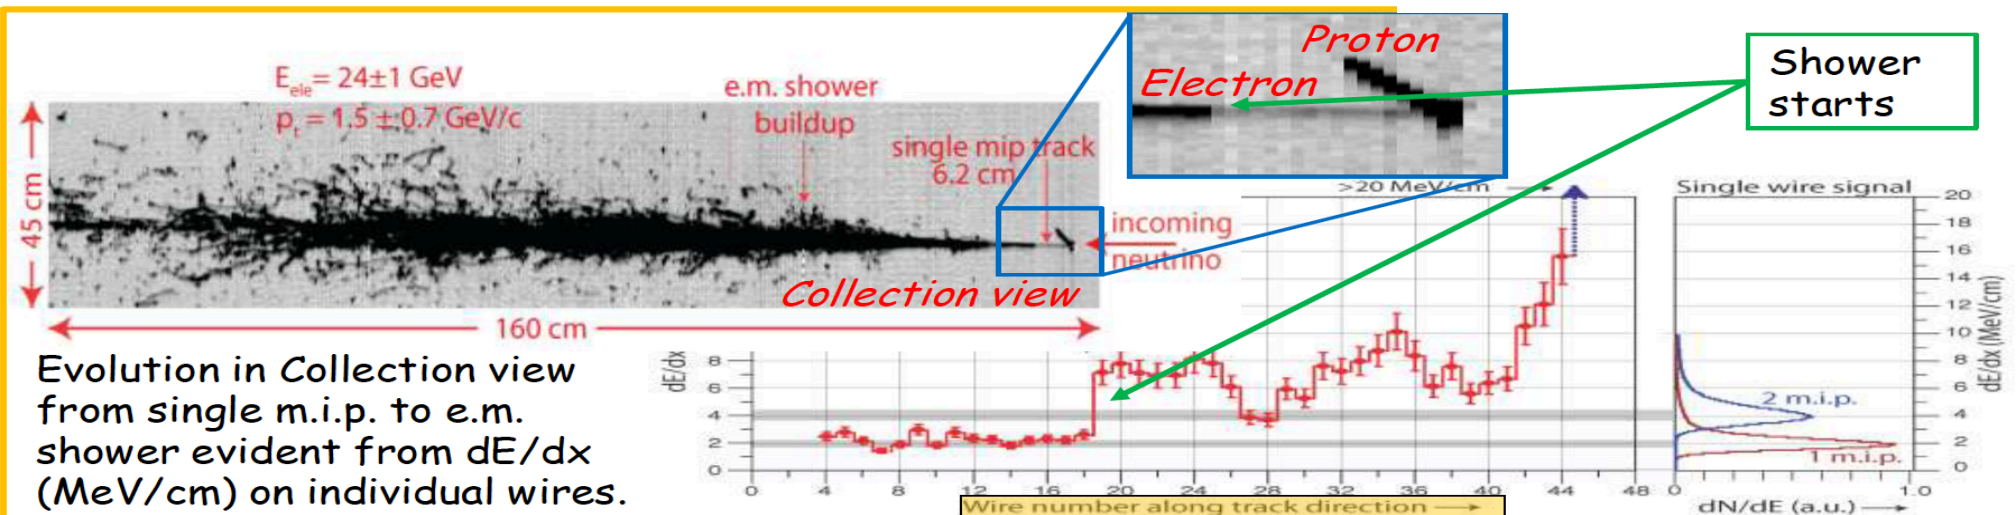 E_ele = 24±1 GeV
p_t = 1.5 ± 0.7 GeV/c
e.m. shower
buildup
single mip track
6.2 cm
45 cm
160 cm
incoming
neutrino
Collection view
Proton
Electron
Shower
starts
Evolution in Collection view
from single m.i.p. to e.m.
shower evident from dE/dx
(MeV/cm) on individual wires.
>20 MeV/cm
dE/dx
8
6
4
2
0
0 4 8 12 16 20 24 28 32 36 40 44 48
Wire number along track direction
Single wire signal
20
18
16
14
12
10
8
6
4
2
0
dE/dx (MeV/cm)
2 m.i.p.
1 m.i.p.
0 1.0
dN/dE (a.u.)